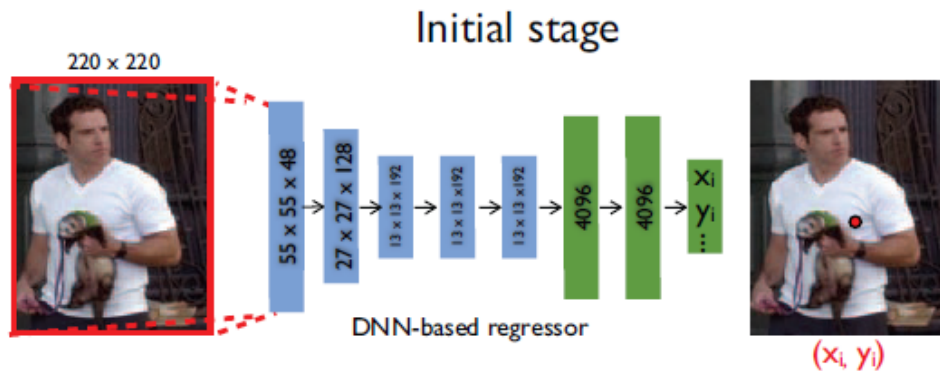 Initial stage
220 x 220
55 x 55 x 48
27 x 27 x 128
13 x 13 x 192
13 x 13 x192
13 x 13 x192
4096
4096
xi
yi
...
DNN-based regressor
(xi, yi)